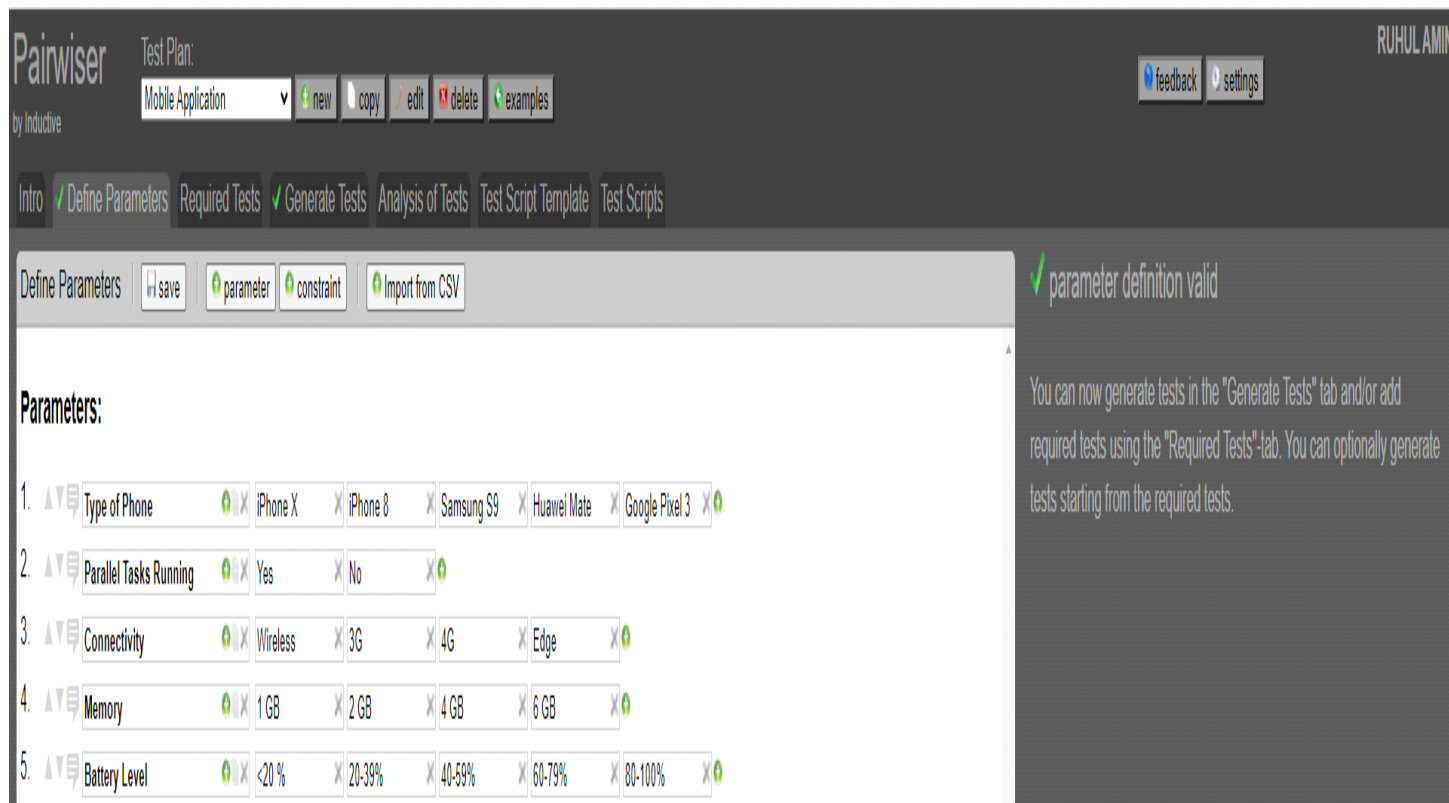 Pairwiser
by Inductive
Test Plan:
Mobile Application
new copy edit delete examples
feedback settings
RUHUL AMIN
Intro Define Parameters Required Tests Generate Tests Analysis of Tests Test Script Template Test Scripts
Define Parameters save parameter constraint Import from CSV
Parameters:
1. Type of Phone iPhone X iPhone 8 Samsung S9 Huawei Mate Google Pixel 3
2. Parallel Tasks Running Yes No
3. Connectivity Wireless 3G 4G Edge
4. Memory 1 GB 2 GB 4 GB 6 GB
5. Battery Level <20 % 20-39% 40-59% 60-79% 80-100%
parameter definition valid
You can now generate tests in the "Generate Tests" tab and/or add
required tests using the "Required Tests"-tab. You can optionally generate
tests starting from the required tests.